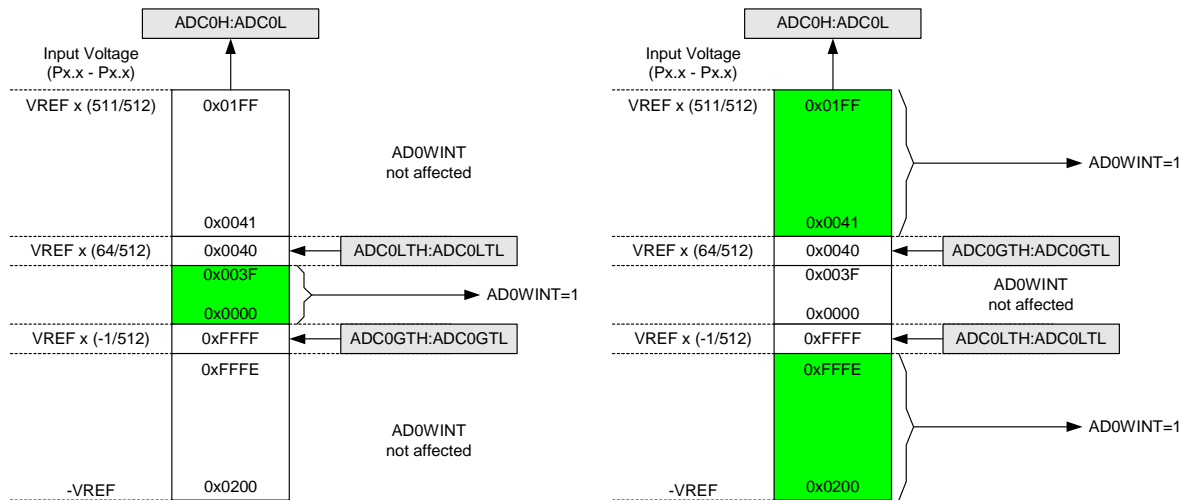 ADC0H:ADC0L
Input Voltage
(Px.x - Px.x)
VREF x (511/512)
0x01FF
AD0WINT
not affected
0x0041
VREF x (64/512)
0x0040
ADC0LTH:ADC0LTL
0x003F
AD0WINT=1
0x0000
VREF x (-1/512)
0xFFFF
ADC0GTH:ADC0GTL
0xFFFE
AD0WINT
not affected
-VREF
0x0200
ADC0H:ADC0L
Input Voltage
(Px.x - Px.x)
VREF x (511/512)
0x01FF
AD0WINT=1
0x0041
VREF x (64/512)
0x0040
ADC0GTH:ADC0GTL
0x003F
AD0WINT
not affected
0x0000
VREF x (-1/512)
0xFFFF
ADC0LTH:ADC0LTL
0xFFFE
AD0WINT=1
-VREF
0x0200